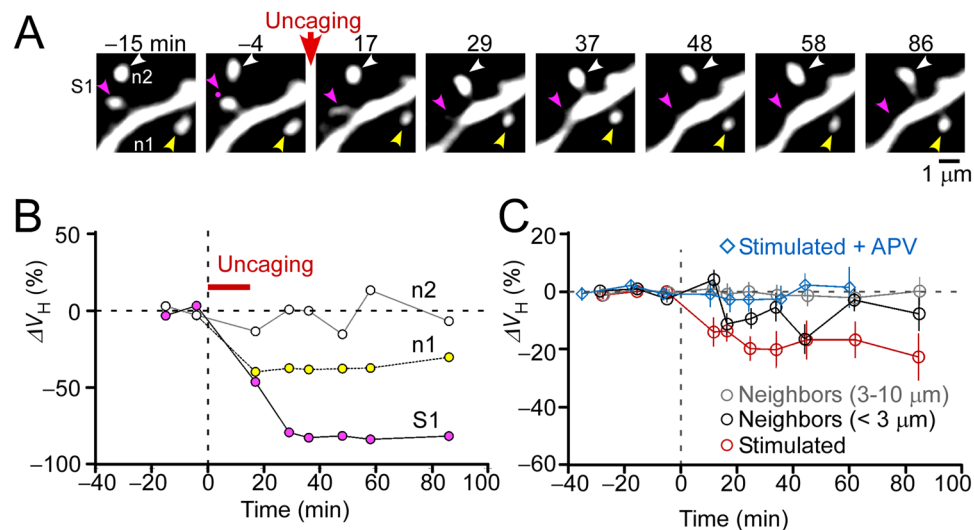 A
Uncaging
–15 min –4 17 29 37 48 58 86
S1
n2
n1
1 μm
B
50
0
–50
–100
ΔVH (%)
Uncaging
n2
n1
S1
–40 –20 0 20 40 60 80 100
Time (min)
C
20
0
–20
–40
–60
ΔVH (%)
Stimulated + APV
Neighbors (3-10 μm)
Neighbors (< 3 μm)
Stimulated
–40 –20 0 20 40 60 80 100
Time (min)